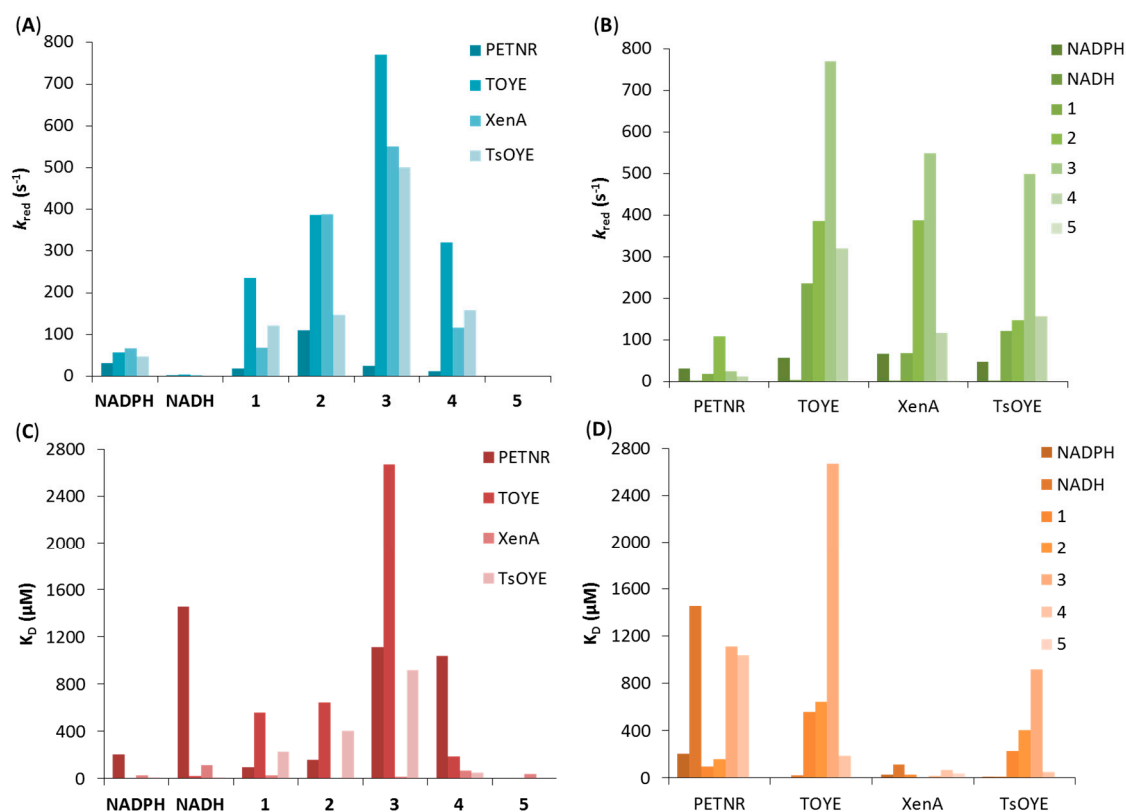 (A)
800
700
600
500
400
300
200
100
0
k_red (s⁻¹)
PETNR
TOYE
XenA
TsOYE
NADPH NADH 1 2 3 4 5
(B)
800
700
600
500
400
300
200
100
0
k_red (s⁻¹)
NADPH
NADH
1
2
3
4
5
PETNR TOYE XenA TsOYE
(C)
2800
2400
2000
1600
1200
800
400
0
K_D (μM)
PETNR
TOYE
XenA
TsOYE
NADPH NADH 1 2 3 4 5
(D)
2800
2400
2000
1600
1200
800
400
0
K_D (μM)
NADPH
NADH
1
2
3
4
5
PETNR TOYE XenA TsOYE